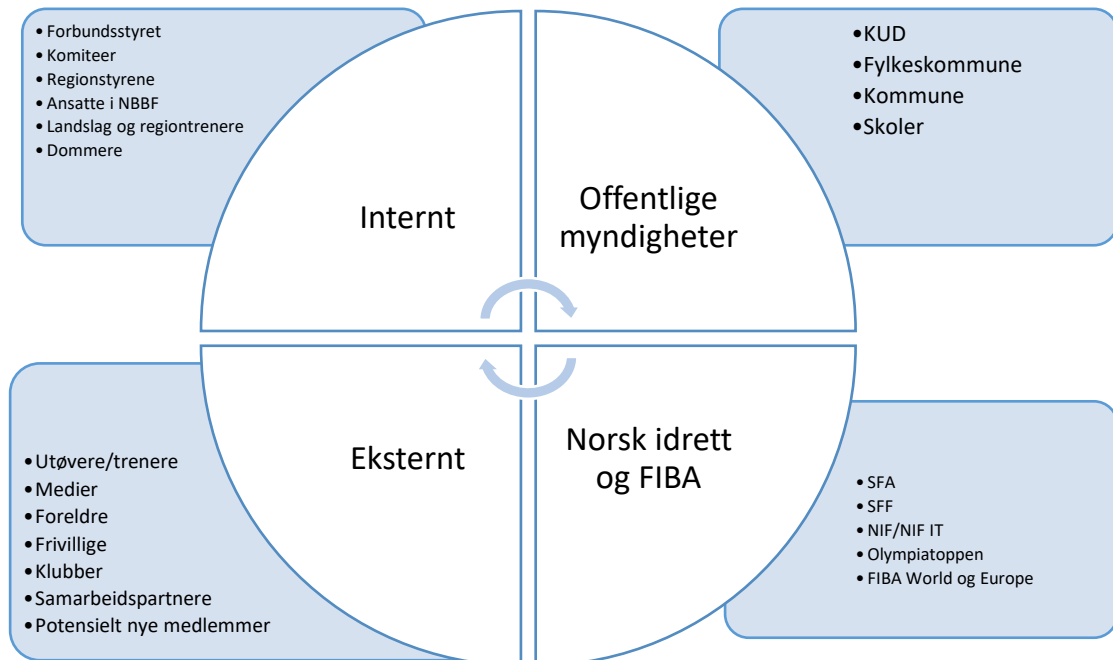 • Forbundsstyret
• Komiteer
• Regionstyrene
• Ansatte i NBBF
• Landslag og regiontrenere
• Dommere
Internt
•KUD
•Fylkeskommune
•Kommune
•Skoler
Offentlige
myndigheter
•Utøvere/trenere
•Medier
•Foreldre
•Frivillige
•Klubber
•Samarbeidspartnere
•Potensielt nye medlemmer
Eksternt
Norsk idrett
og FIBA
•SFA
•SFF
•NIF/NIF IT
•Olympiatoppen
•FIBA World og Europe